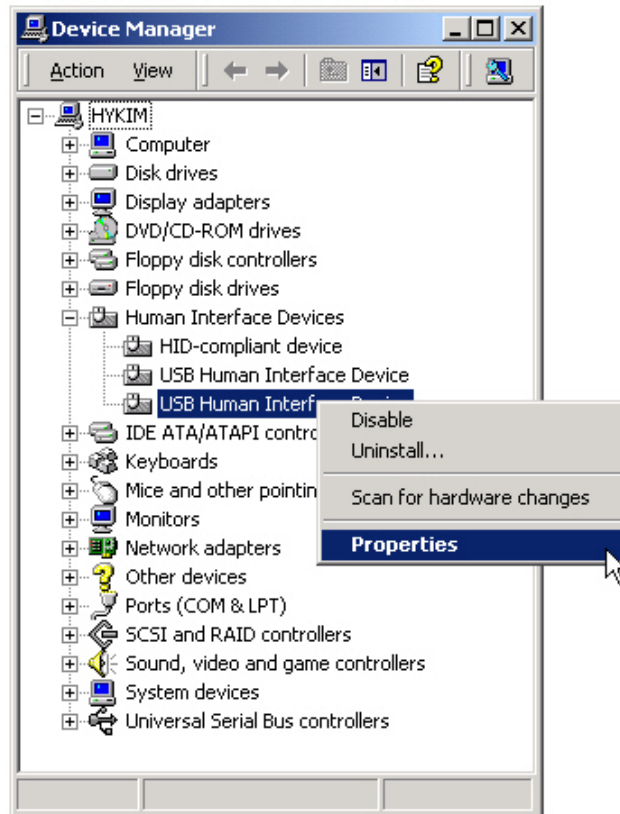 Device Manager
Action View
HYKIM
Computer
Disk drives
Display adapters
DVD/CD-ROM drives
Floppy disk controllers
Floppy disk drives
Human Interface Devices
HID-compliant device
USB Human Interface Device
USB Human Interf
Disable
IDE ATA/ATAPI contro
Uninstall...
Keyboards
Mice and other pointin
Scan for hardware changes
Monitors
Network adapters
Properties
Other devices
Ports (COM & LPT)
SCSI and RAID controllers
Sound, video and game controllers
System devices
Universal Serial Bus controllers